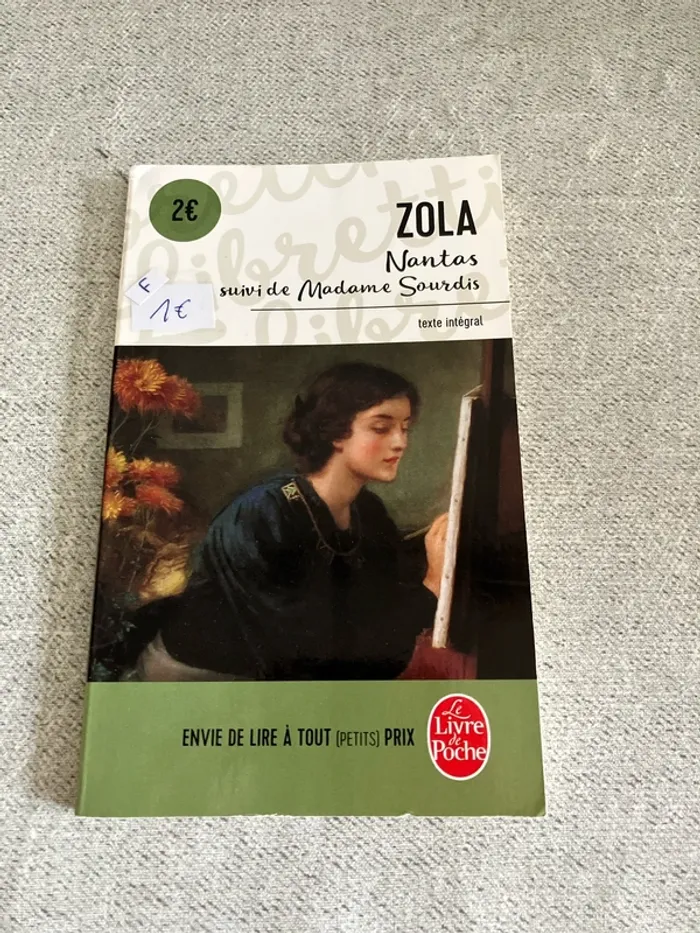 2€
ZOLA
Nantas
suivi de Madame Sourdis
texte intégral
F
1€
ENVIE DE LIRE À TOUT (PETITS) PRIX
Le
Livre
de
Poche